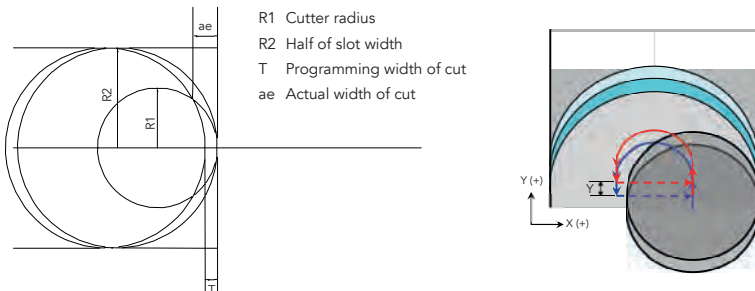 ae
R1 Cutter radius
R2 Half of slot width
T Programming width of cut
ae Actual width of cut
R2
R1
T
Y
Y (+)
X (+)